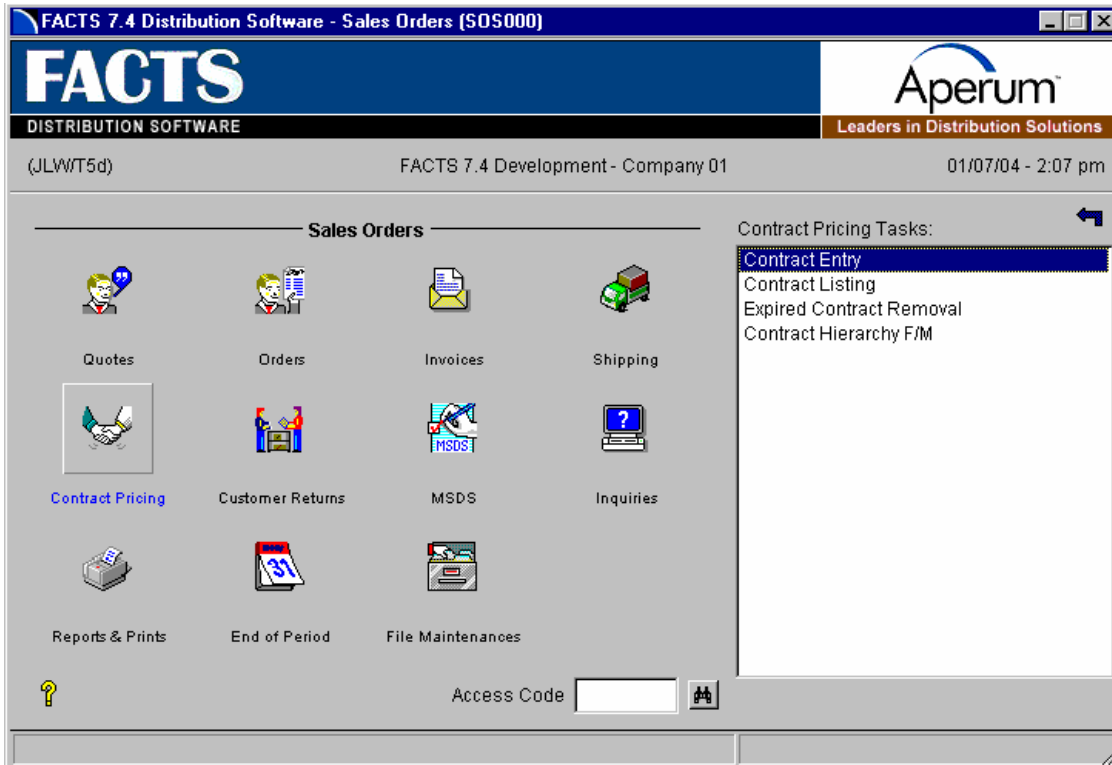 FACTS 7.4 Distribution Software - Sales Orders (SOS000)
FACTS
DISTRIBUTION SOFTWARE
Aperum™
Leaders in Distribution Solutions
(JLW/T5d)
FACTS 7.4 Development - Company 01
01/07/04 - 2:07 pm
Sales Orders
Quotes
Orders
Invoices
Shipping
Contract Pricing
Customer Returns
MSDS
MSDS
Inquiries
31
Reports & Prints
End of Period
File Maintenances
Access Code
Contract Pricing Tasks:
Contract Entry
Contract Listing
Expired Contract Removal
Contract Hierarchy F/M